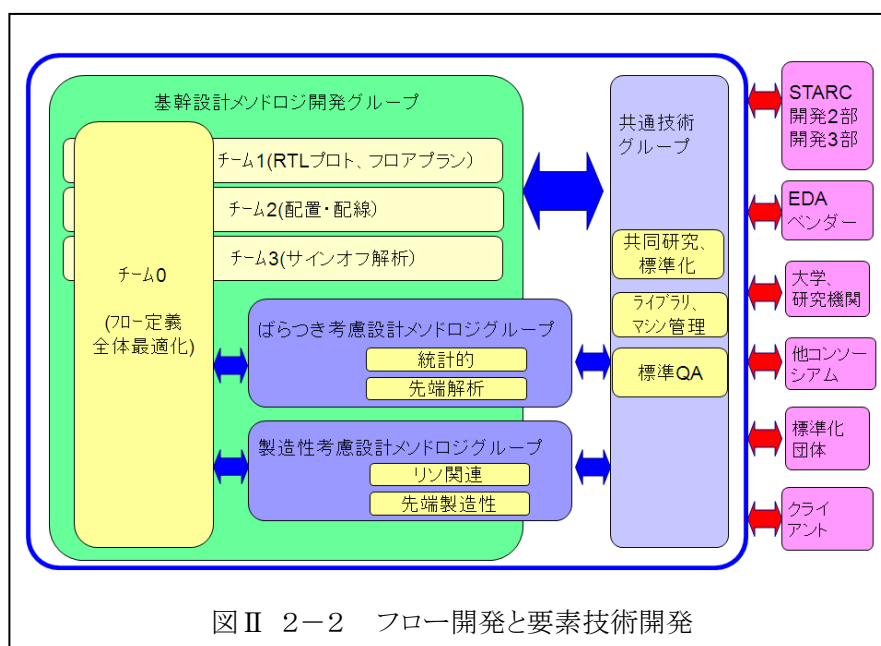 基幹設計メソドロジ開発グループ
チーム1(RTLプロト、フロアプラン)
チーム2(配置・配線)
チーム3(サインオフ解析)
チーム0
(フロー定義
全体最適化)
ばらつき考慮設計メソドロジグループ
統計的
先端解析
製造性考慮設計メソドロジグループ
リソ関連
先端製造性
共通技術
グループ
共同研究、
標準化
ライブラリ、
マシン管理
標準QA
STARC
開発2部
開発3部
EDA
ベンダー
大学、
研究機関
他コンソー
シアム
標準化
団体
クライ
アント
図Ⅱ 2-2 フロー開発と要素技術開発